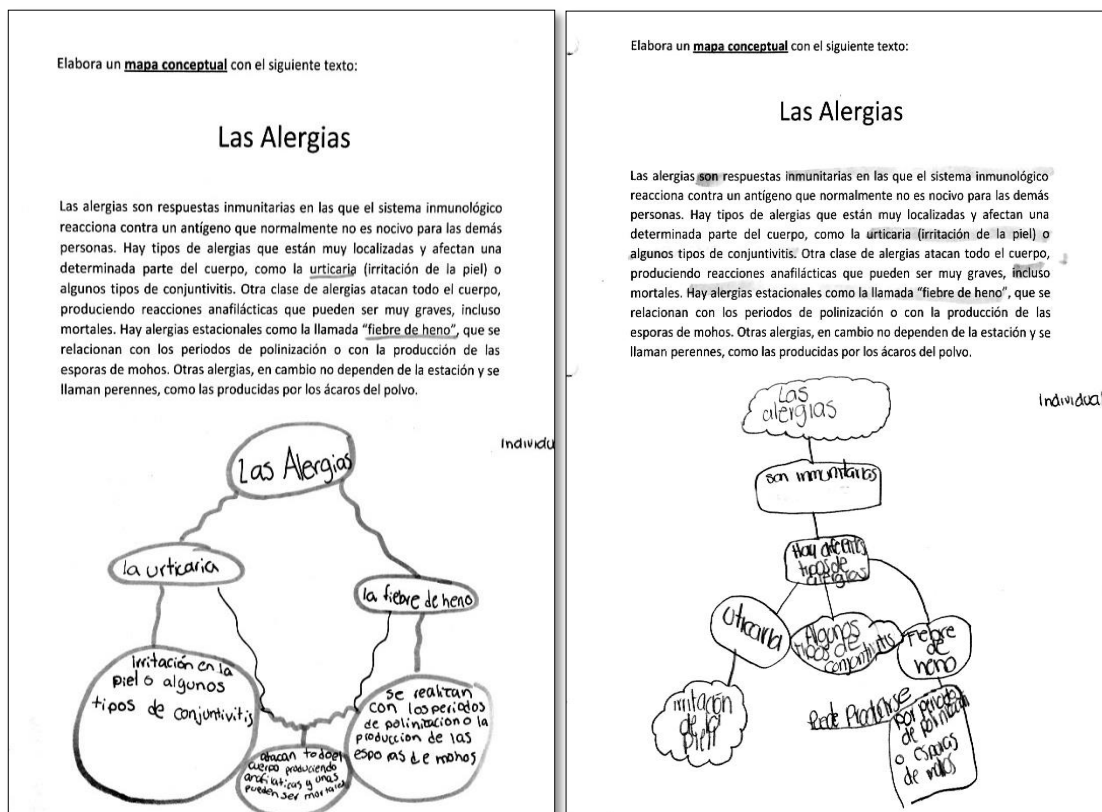 Elabora un mapa conceptual con el siguiente texto:
Las Alergias
Las alergias son respuestas inmunitarias en las que el sistema inmunológico
reacciona contra un antígeno que normalmente no es nocivo para las demás
personas. Hay tipos de alergias que están muy localizadas y afectan una
determinada parte del cuerpo, como la urticaria (irritación de la piel) o
algunos tipos de conjuntivitis. Otra clase de alergias atacan todo el cuerpo,
produciendo reacciones anafilácticas que pueden ser muy graves, incluso
mortales. Hay alergias estacionales como la llamada “fiebre de heno”, que se
relacionan con los periodos de polinización o con la producción de las
esporas de mohos. Otras alergias, en cambio no dependen de la estación y se
llaman perennes, como las producidas por los ácaros del polvo.
Individu
Las Alergias
la urticaria
la fiebre de heno
Irritación en la
piel o algunos
tipos de conjuntivitis
atacan todo el
cuerpo produciendo
y unas
pueden ser mortales
se realizan
con los periodos
de polinización o la
producción de las
esporas de mohos
Elabora un mapa conceptual con el siguiente texto:
Las Alergias
Las alergias son respuestas inmunitarias en las que el sistema inmunológico
reacciona contra un antígeno que normalmente no es nocivo para las demás
personas. Hay tipos de alergias que están muy localizadas y afectan una
determinada parte del cuerpo, como la urticaria (irritación de la piel) o
algunos tipos de conjuntivitis. Otra clase de alergias atacan todo el cuerpo,
produciendo reacciones anafilácticas que pueden ser muy graves, incluso
mortales. Hay alergias estacionales como la llamada “fiebre de heno”, que se
relacionan con los periodos de polinización o con la producción de las
esporas de mohos. Otras alergias, en cambio no dependen de la estación y se
llaman perennes, como las producidas por los ácaros del polvo.
Individual
Las
alergias
son inmunitarias
Hay diferentes
tipos de
alergias
Uticaria
Algunos
tipos de
conjuntivitis
Fiebre
de
heno
irritación
de la
piel
Puede Producirse
por periodos
de polinización
o esporas
de mohos